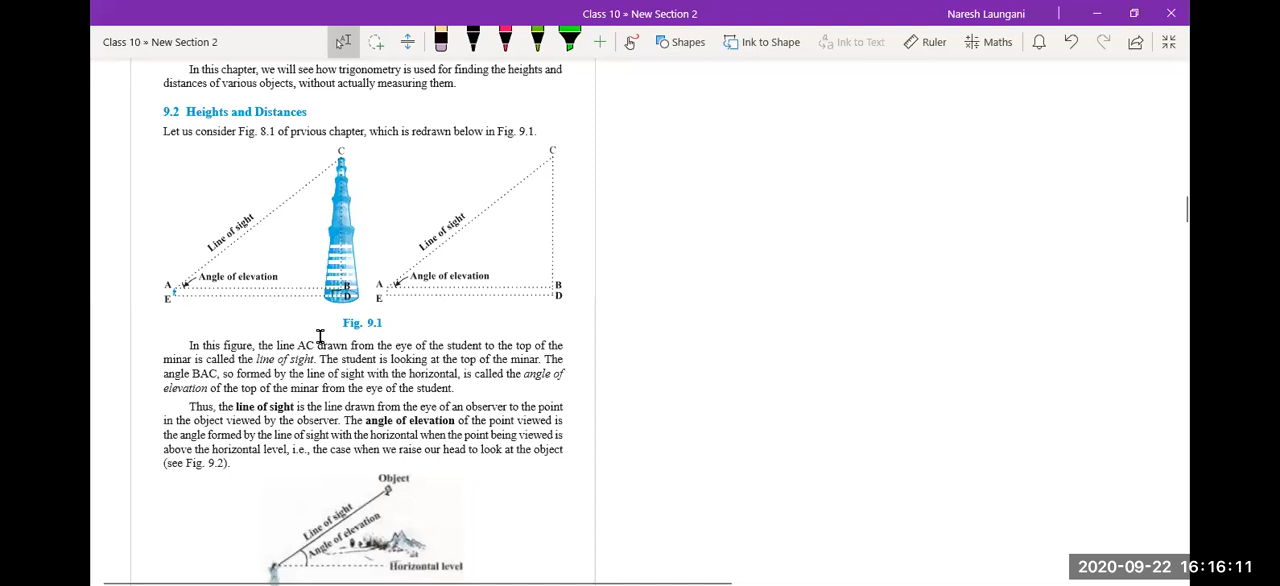 Class 10 » New Section 2
Naresh Laungani
Class 10 » New Section 2
Shapes
Ink to Shape
Ink to Text
Ruler
Maths
In this chapter, we will see how trigonometry is used for finding the heights and
distances of various objects, without actually measuring them.
9.2 Heights and Distances
Let us consider Fig. 8.1 of prvious chapter, which is redrawn below in Fig. 9.1.
C
Line of sight
Angle of elevation
A
E
B
D
C
Line of sight
Angle of elevation
A
E
B
D
Fig. 9.1
In this figure, the line AC drawn from the eye of the student to the top of the
minar is called the line of sight. The student is looking at the top of the minar. The
angle BAC, so formed by the line of sight with the horizontal, is called the angle of
elevation of the top of the minar from the eye of the student.
Thus, the line of sight is the line drawn from the eye of an observer to the point
in the object viewed by the observer. The angle of elevation of the point viewed is
the angle formed by the line of sight with the horizontal when the point being viewed is
above the horizontal level, i.e., the case when we raise our head to look at the object
(see Fig. 9.2).
Object
Line of sight
Angle of elevation
Horizontal level
2020-09-22 16:16:11